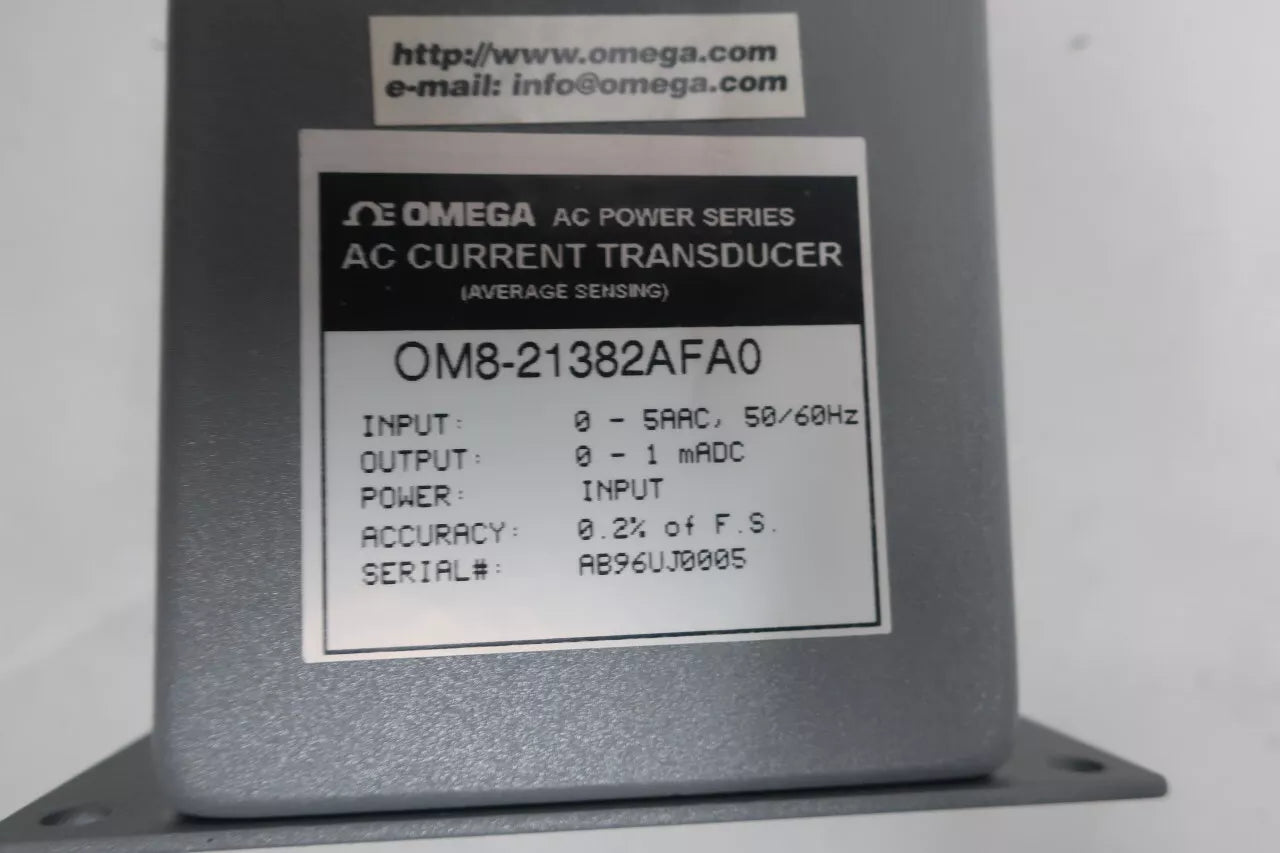 http://www.omega.com
e-mail: info@omega.com
OMEGA AC POWER SERIES
AC CURRENT TRANSDUCER
(AVERAGE SENSING)
OM8-21382AFA0
INPUT: 0 - 5AAC, 50/60Hz
OUTPUT: 0 - 1 mADC
POWER: INPUT
ACCURACY: 0.2% of F.S.
SERIAL#: AB96UJ0005